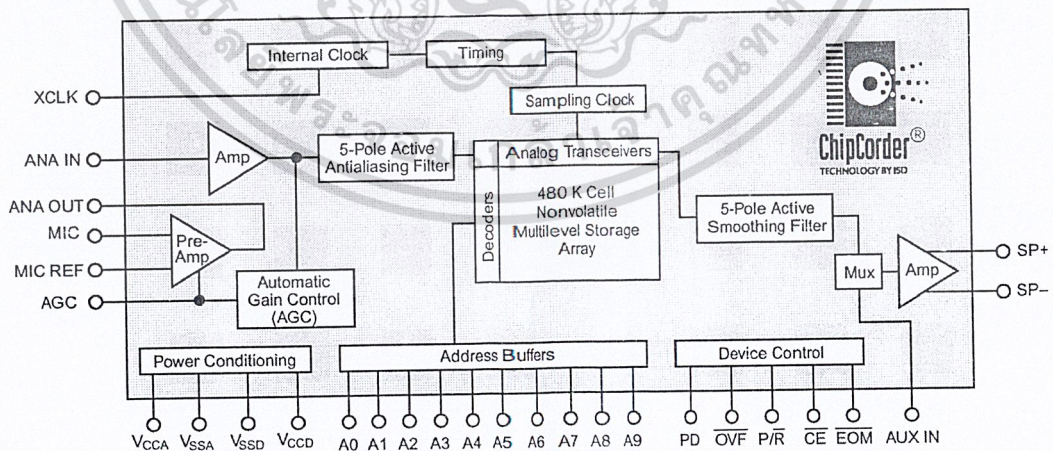 Internal Clock
Timing
XCLK
Sampling Clock
ChipCorder®
TECHNOLOGY BY ISD
ANA IN
Amp
5-Pole Active
Antialiasing Filter
Analog Transceivers
Decoders
480 K Cell
Nonvolatile
Multilevel Storage
Array
ANA OUT
MIC
Pre-
Amp
MIC REF
AGC
Automatic
Gain Control
(AGC)
5-Pole Active
Smoothing Filter
Mux
Amp
SP+
SP–
Power Conditioning
Address Buffers
Device Control
VCCA VSSA VSSD VCCD A0 A1 A2 A3 A4 A5 A6 A7 A8 A9 PD O̅V̅F̅ P/R̅ C̅E̅ E̅O̅M̅ AUX IN